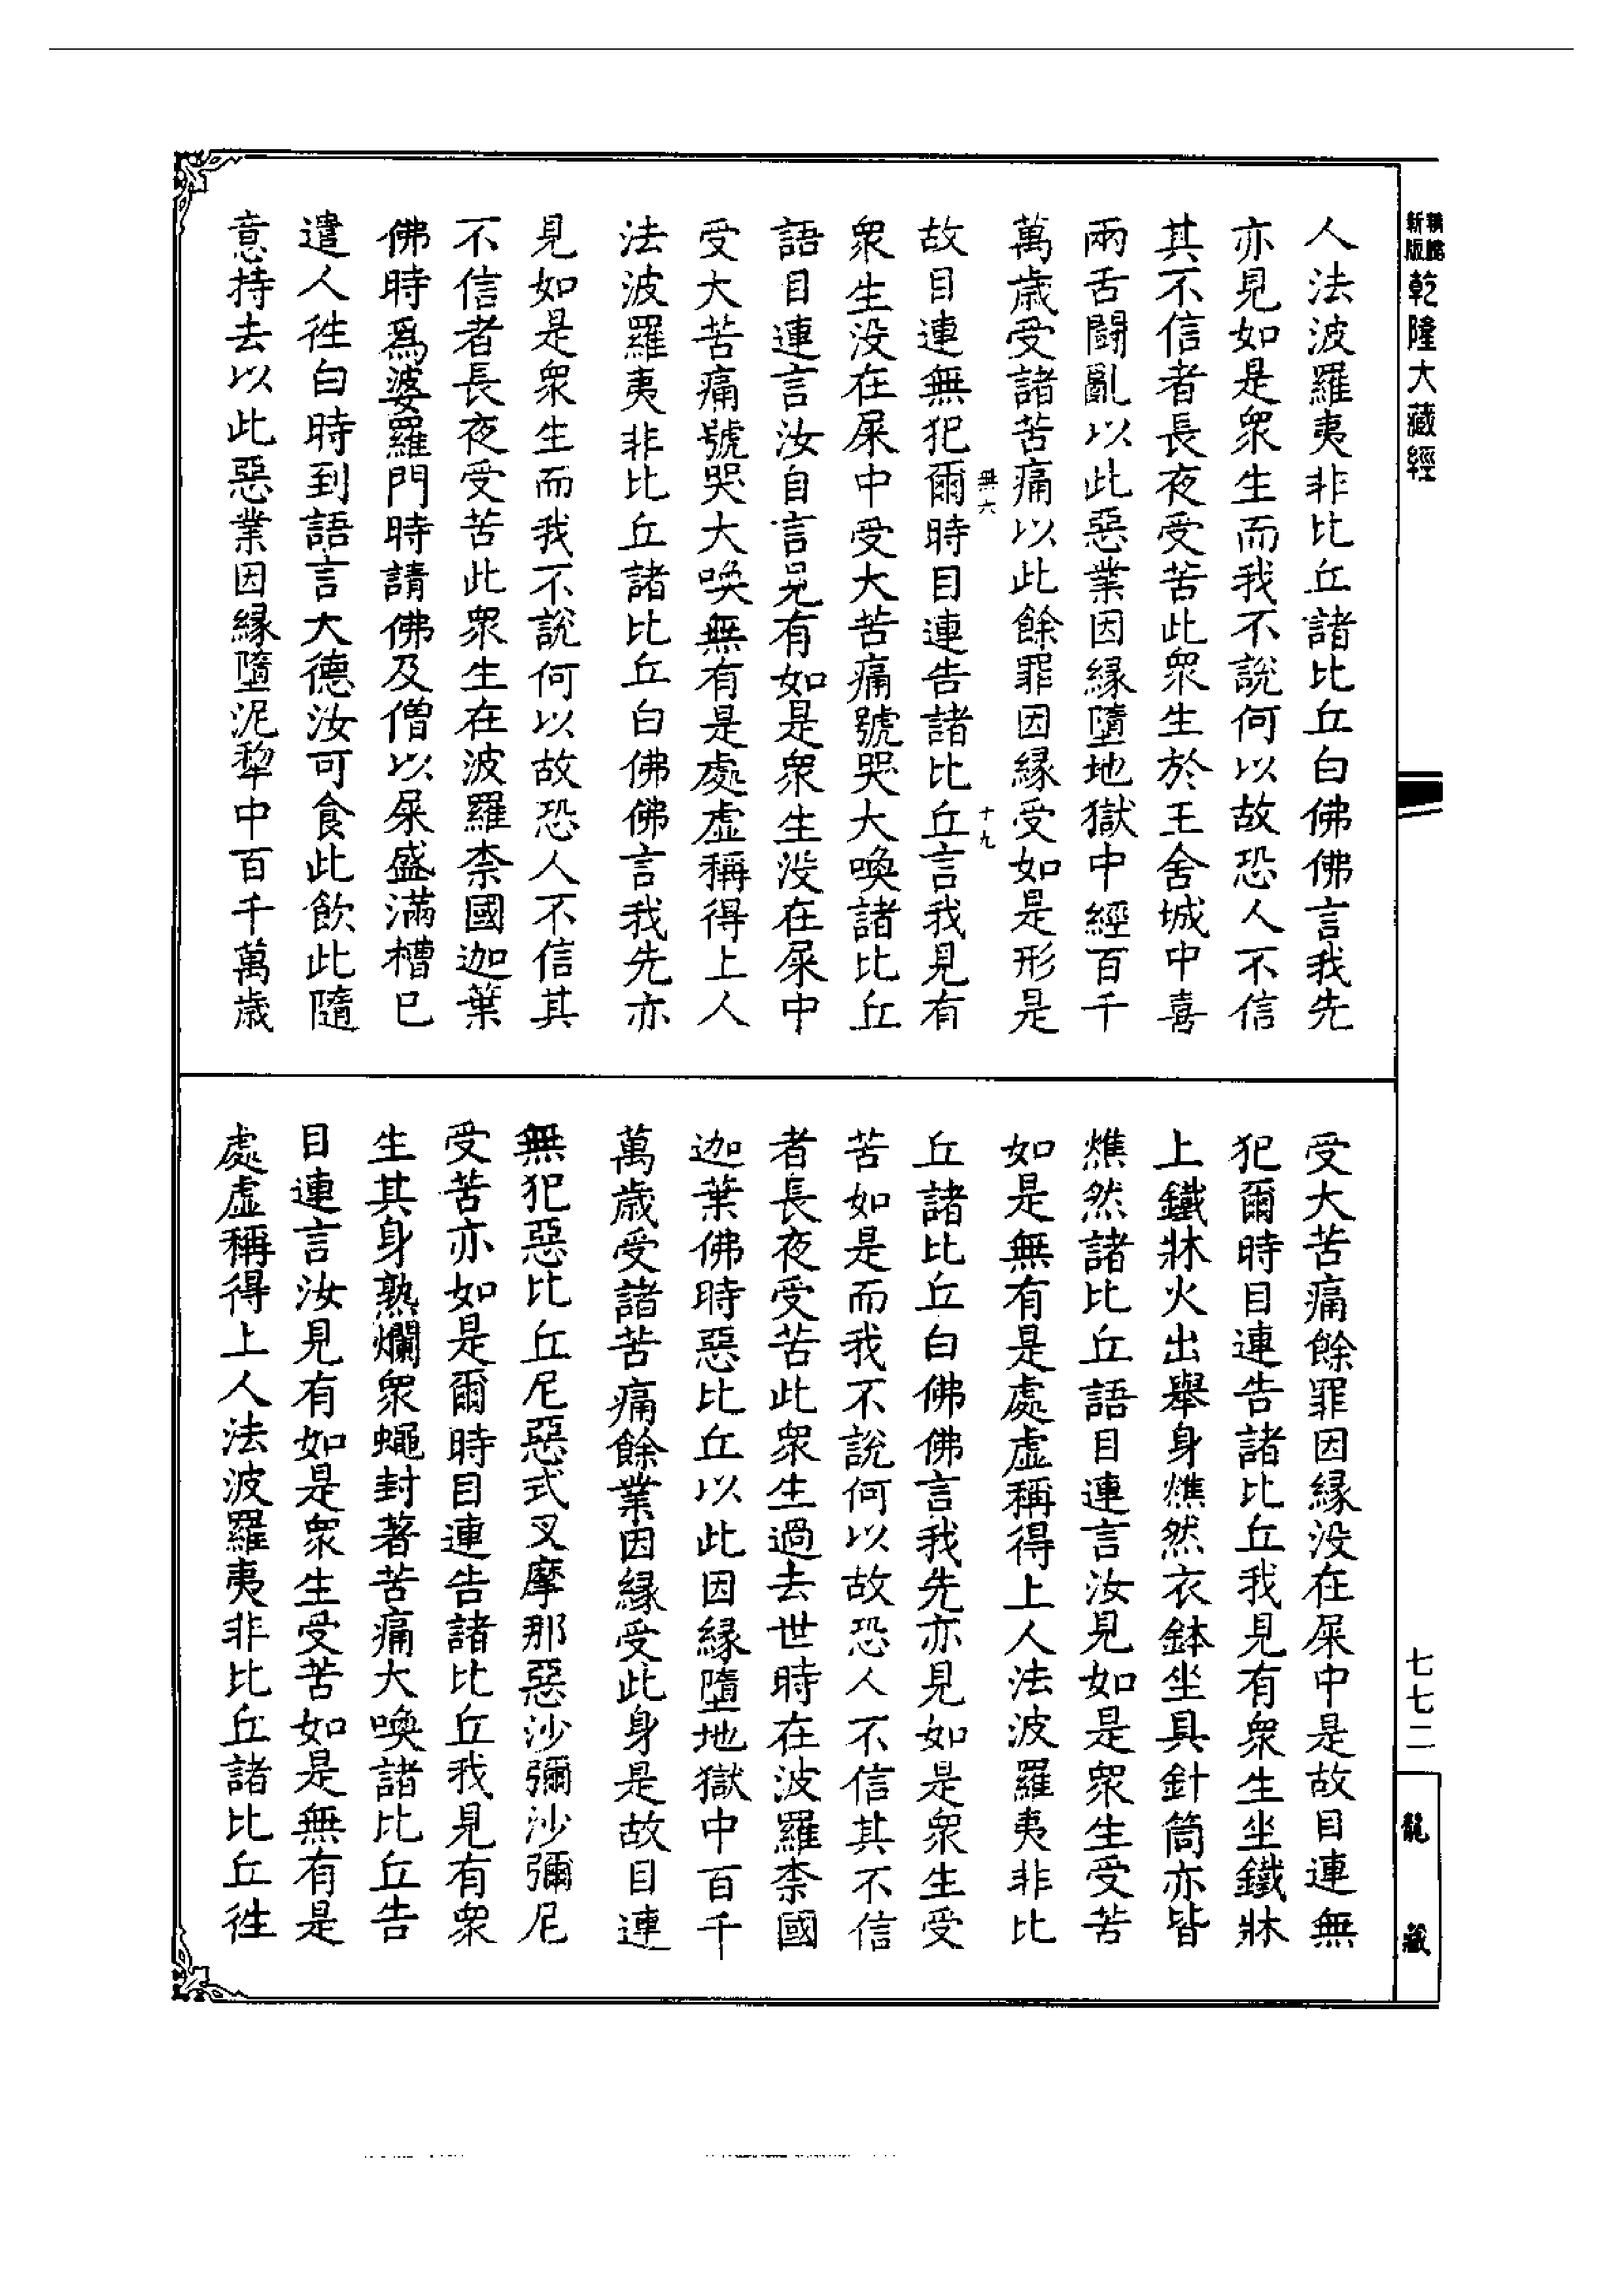 新版
乾隆大藏經
人法波羅夷非比丘諸比丘白佛佛言我先
亦見如是衆生而我不説何以故恐人不信
其不信者長夜受苦此衆生於王舍城中喜
兩舌鬬亂以此惡業因縁墮地獄中經百千
萬歳受諸苦痛以此餘罪因縁受如是形是
無六
十九
故目連無犯爾時目連告諸比丘言我見有
衆生没在屎中受大苦痛號哭大喚諸比丘
語目連言汝自言見有如是衆生没在屎中
受大苦痛號哭大喚無有是處虚稱得上人
法波羅夷非比丘諸比丘白佛佛言我先亦
見如是衆生而我不説何以故恐人不信其
不信者長夜受苦此衆生在波羅柰國迦葉
佛時爲婆羅門時請佛及僧以屎盛滿槽已
遣人徃白時到語言大德汝可食此飲此隨
意持去以此惡業因縁墮泥犂中百千萬歳
受大苦痛餘罪因縁没在屎中是故目連無
犯爾時目連告諸比丘我見有衆生坐鐵牀
上鐵牀火出舉身燋然衣鉢坐具針筒亦皆
燋然諸比丘語目連言汝見如是衆生受苦
如是無有是處虚稱得上人法波羅夷非比
丘諸比丘白佛佛言我先亦見如是衆生受
苦如是而我不説何以故恐人不信其不信
者長夜受苦此衆生過去世時在波羅柰國
迦葉佛時惡比丘以此因縁墮地獄中百千
萬歳受諸苦痛餘業因縁受此身是故目連
無犯惡比丘尼惡式叉摩那惡沙彌沙彌尼
受苦亦如是爾時目連告諸比丘我見有衆
生其身熟爛衆蠅封著苦痛大喚諸比丘告
目連言汝見有如是衆生受苦如是無有是
處虚稱得上人法波羅夷非比丘諸比丘徃
七七二
龍藏